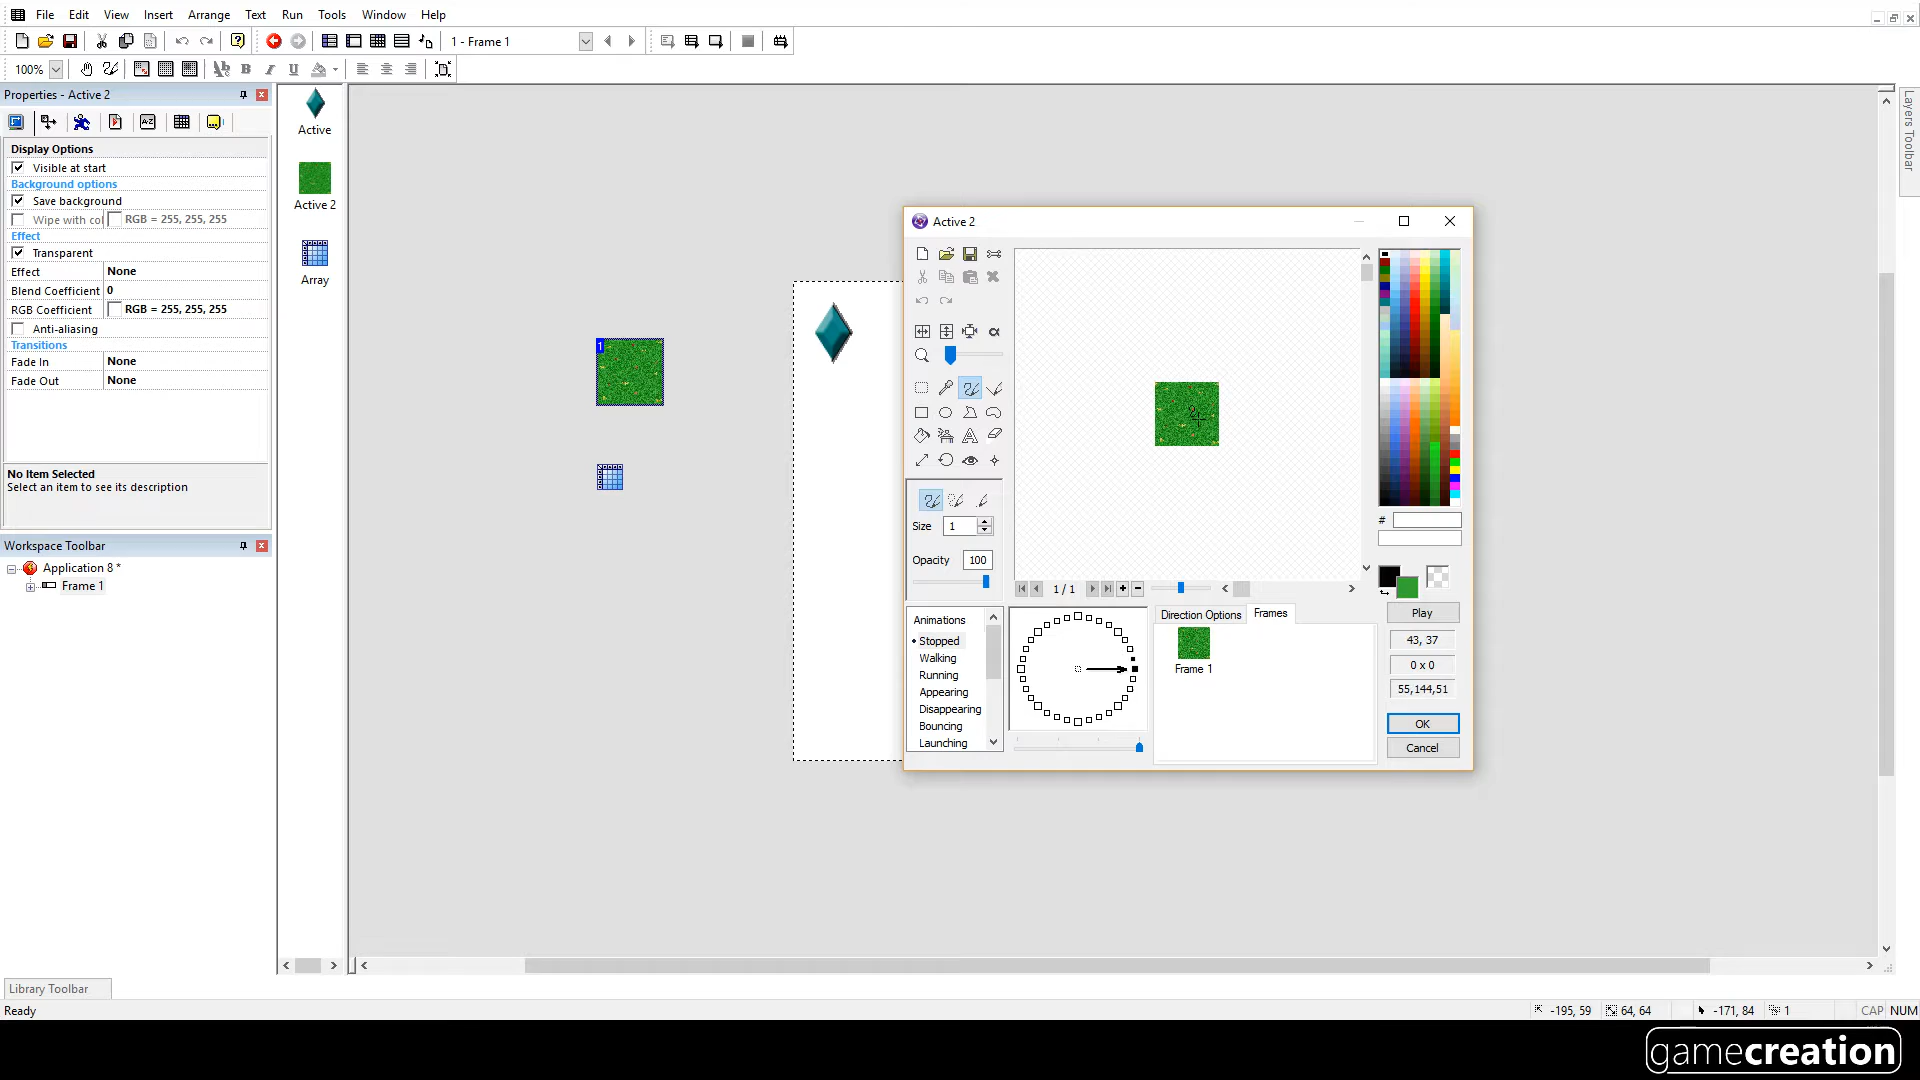 File Edit View Insert Arrange Text Run Tools Window Help
1 - Frame 1
100%
Properties - Active 2
Display Options
Visible at start
Background options
Save background
Wipe with col RGB = 255, 255, 255
Effect
Transparent
Effect None
Blend Coefficient 0
RGB Coefficient RGB = 255, 255, 255
Anti-aliasing
Transitions
Fade In None
Fade Out None
No Item Selected
Select an item to see its description
Workspace Toolbar
Application 8 *
Frame 1
Library Toolbar
Active
Active 2
Array
1
Layers Toolbar
Active 2
Size 1
Opacity 100
1 / 1
#
Animations
Stopped
Walking
Running
Appearing
Disappearing
Bouncing
Launching
Direction Options Frames
Frame 1
Play
43, 37
0 x 0
55,144,51
OK
Cancel
Ready
-195, 59 64, 64 -171, 84 1 CAP NUM
gamecreation